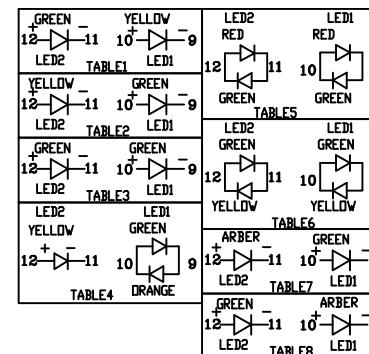 GREEN YELLOW
12 + − 11 10 + − 9
LED2 LED1
TABLE1
YELLOW GREEN
12 + − 11 10 + − 9
LED2 LED1
TABLE2
GREEN GREEN
12 + − 11 10 + − 9
LED2 LED1
TABLE3
LED2 LED1
YELLOW GREEN
12 + − 11 10 9
ORANGE
TABLE4
LED2 LED1
RED RED
12 11 10
GREEN GREEN
TABLE5
LED2 LED1
GREEN GREEN
12 11 10
YELLOW YELLOW
TABLE6
ARBER GREEN
12 + − 11 10 + −
LED2 LED1
TABLE7
GREEN ARBER
12 + − 11 10 + −
LED2 LED1
TABLE8